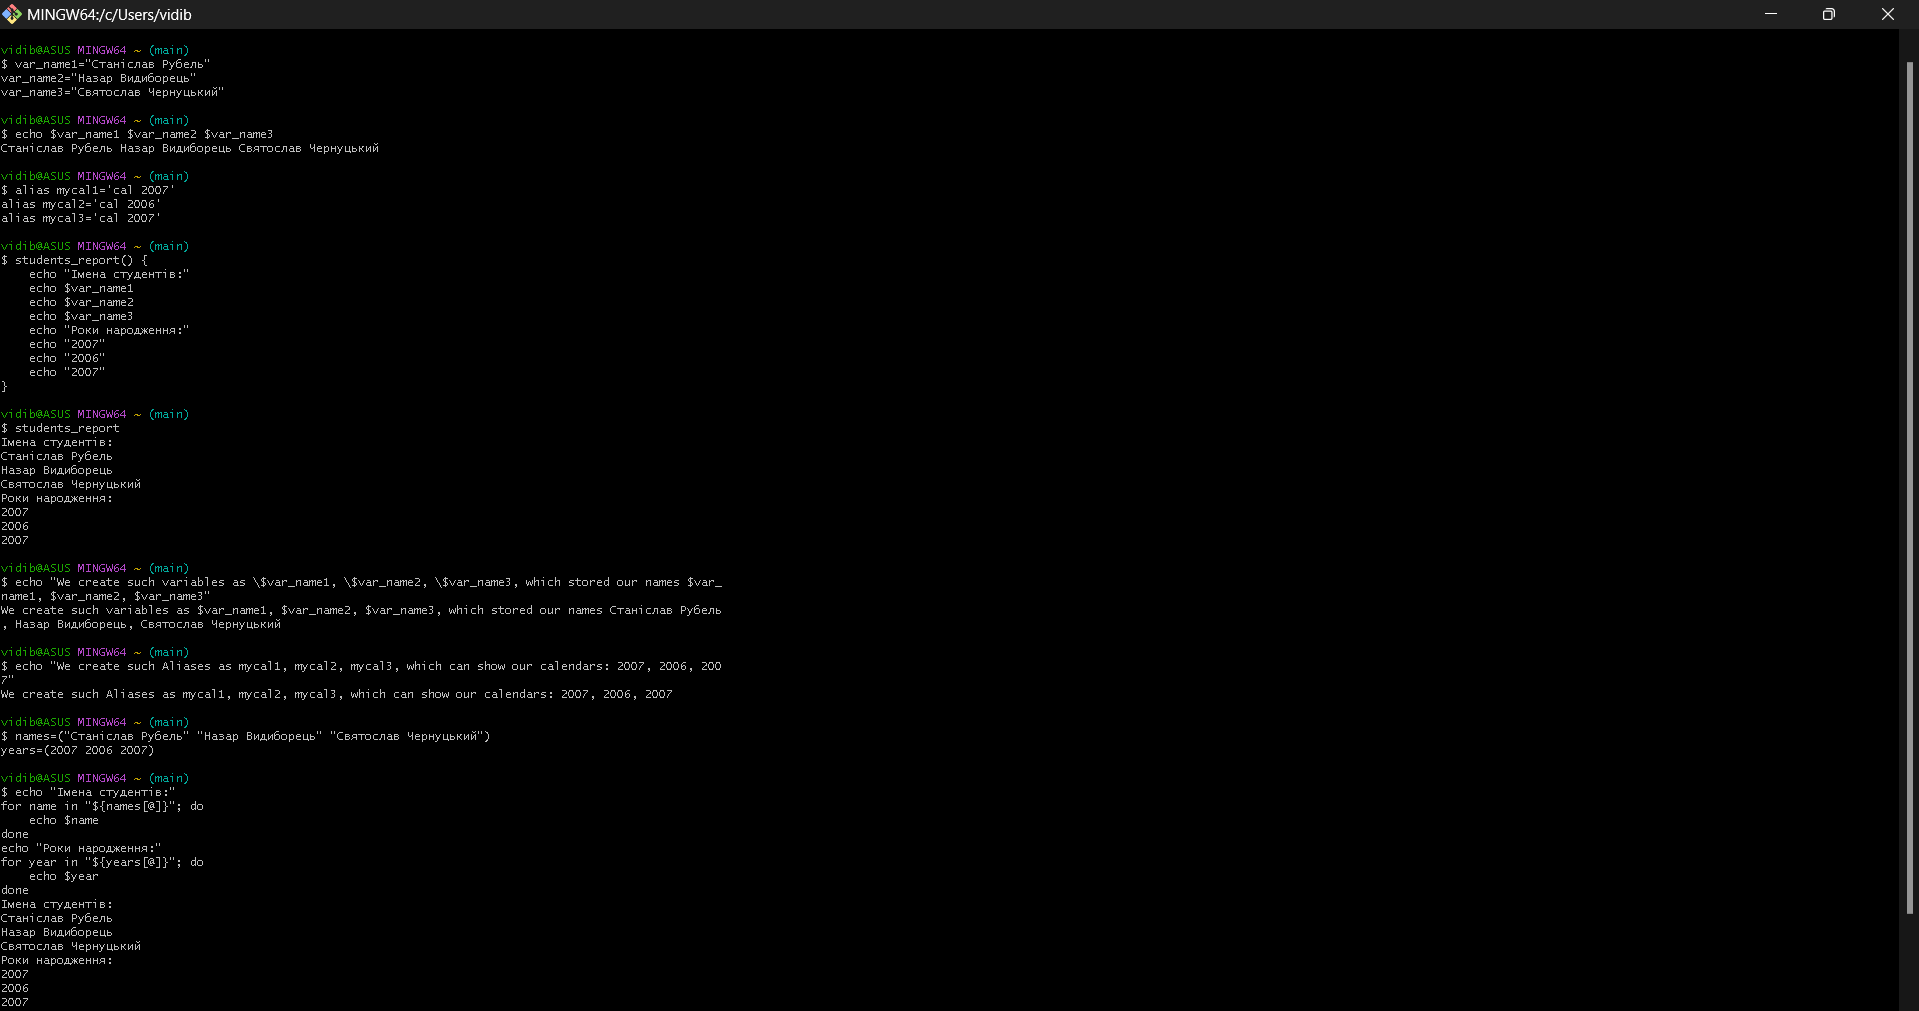 MINGW64:/c/Users/vidib
vidib@ASUS MINGW64 ~ (main)
$ var_name1="Станіслав Рубель"
var_name2="Назар Видиборець"
var_name3="Святослав Чернуцький"
vidib@ASUS MINGW64 ~ (main)
$ echo $var_name1 $var_name2 $var_name3
Станіслав Рубель Назар Видиборець Святослав Чернуцький
vidib@ASUS MINGW64 ~ (main)
$ alias mycal1='cal 2007'
alias mycal2='cal 2006'
alias mycal3='cal 2007'
vidib@ASUS MINGW64 ~ (main)
$ students_report() {
    echo "Імена студентів:"
    echo $var_name1
    echo $var_name2
    echo $var_name3
    echo "Роки народження:"
    echo "2007"
    echo "2006"
    echo "2007"
}
vidib@ASUS MINGW64 ~ (main)
$ students_report
Імена студентів:
Станіслав Рубель
Назар Видиборець
Святослав Чернуцький
Роки народження:
2007
2006
2007
vidib@ASUS MINGW64 ~ (main)
$ echo "We create such variables as \$var_name1, \$var_name2, \$var_name3, which stored our names $var_
name1, $var_name2, $var_name3"
We create such variables as $var_name1, $var_name2, $var_name3, which stored our names Станіслав Рубель
, Назар Видиборець, Святослав Чернуцький
vidib@ASUS MINGW64 ~ (main)
$ echo "We create such Aliases as mycal1, mycal2, mycal3, which can show our calendars: 2007, 2006, 200
7"
We create such Aliases as mycal1, mycal2, mycal3, which can show our calendars: 2007, 2006, 2007
vidib@ASUS MINGW64 ~ (main)
$ names=("Станіслав Рубель" "Назар Видиборець" "Святослав Чернуцький")
years=(2007 2006 2007)
vidib@ASUS MINGW64 ~ (main)
$ echo "Імена студентів:"
for name in "${names[@]}"; do
    echo $name
done
echo "Роки народження:"
for year in "${years[@]}"; do
    echo $year
done
Імена студентів:
Станіслав Рубель
Назар Видиборець
Святослав Чернуцький
Роки народження:
2007
2006
2007